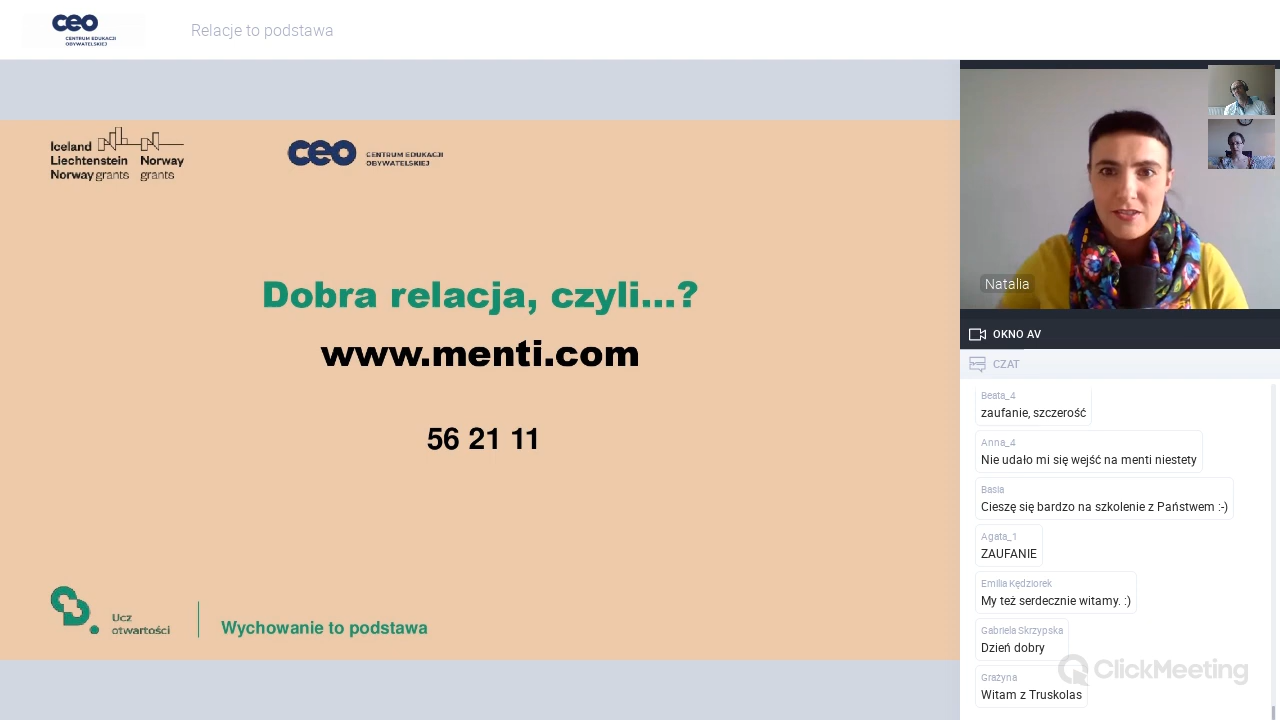 ceo
CENTRUM EDUKACJI
OBYWATELSKIEJ
Relacje to podstawa
Iceland
Liechtenstein
Norway grants
Norway
grants
ceo
CENTRUM EDUKACJI
OBYWATELSKIEJ
Dobra relacja, czyli...?
www.menti.com
56 21 11
Ucz
otwartości
Wychowanie to podstawa
Natalia
OKNO AV
CZAT
Beata_4
zaufanie, szczerość
Anna_4
Nie udało mi się wejść na menti niestety
Basia
Cieszę się bardzo na szkolenie z Państwem :-)
Agata_1
ZAUFANIE
Emilia Kędziorek
My też serdecznie witamy. :)
Gabriela Skrzypska
Dzień dobry
Grażyna
Witam z Truskolas
ClickMeeting